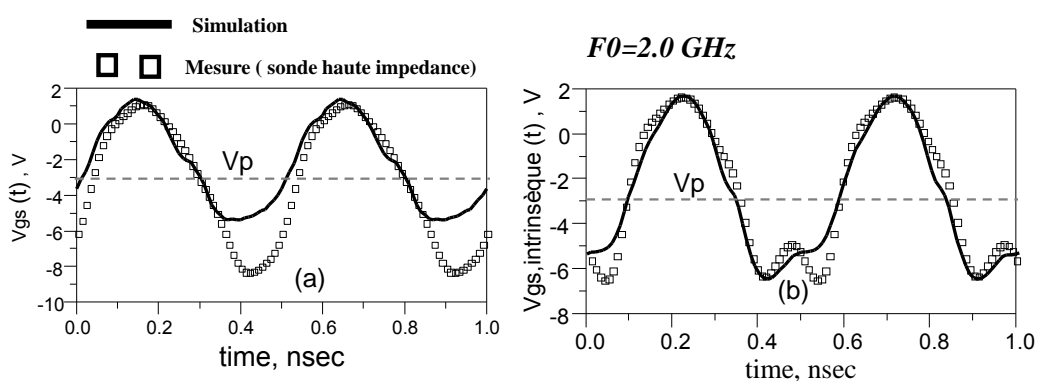 Simulation
Mesure ( sonde haute impedance)
F0=2.0 GHz
2
0
-2
-4
-6
-8
-10
Vgs (t) , V
Vp
(a)
0.0 0.2 0.4 0.6 0.8 1.0
time, nsec
2
0
-2
-4
-6
-8
Vgs,intrinsèque (t) , V
Vp
(b)
0.0 0.2 0.4 0.6 0.8 1.0
time, nsec